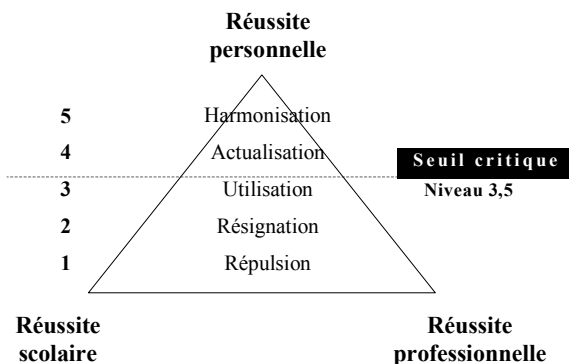 Réussite
personnelle
5 Harmonisation
4 Actualisation
Seuil critique
3 Utilisation
Niveau 3,5
2 Résignation
1 Répulsion
Réussite
scolaire
Réussite
professionnelle